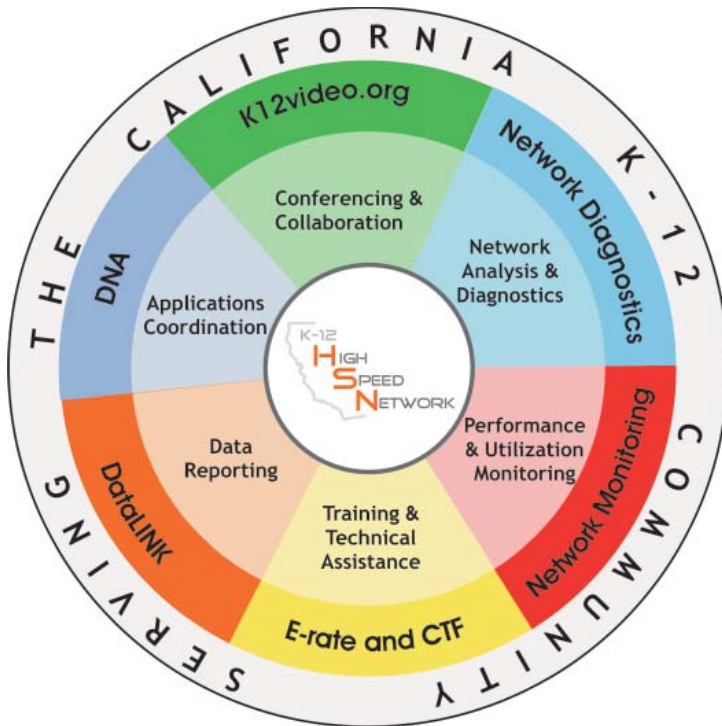 SERVING THE CALIFORNIA K-12 COMMUNITY
K12video.org
Conferencing &
Collaboration
Network Diagnostics
Network
Analysis &
Diagnostics
Network Monitoring
Performance
& Utilization
Monitoring
E-rate and CTF
Training &
Technical
Assistance
DataLINK
Data
Reporting
DNA
Applications
Coordination
K-12
HIGH
SPEED
NETWORK